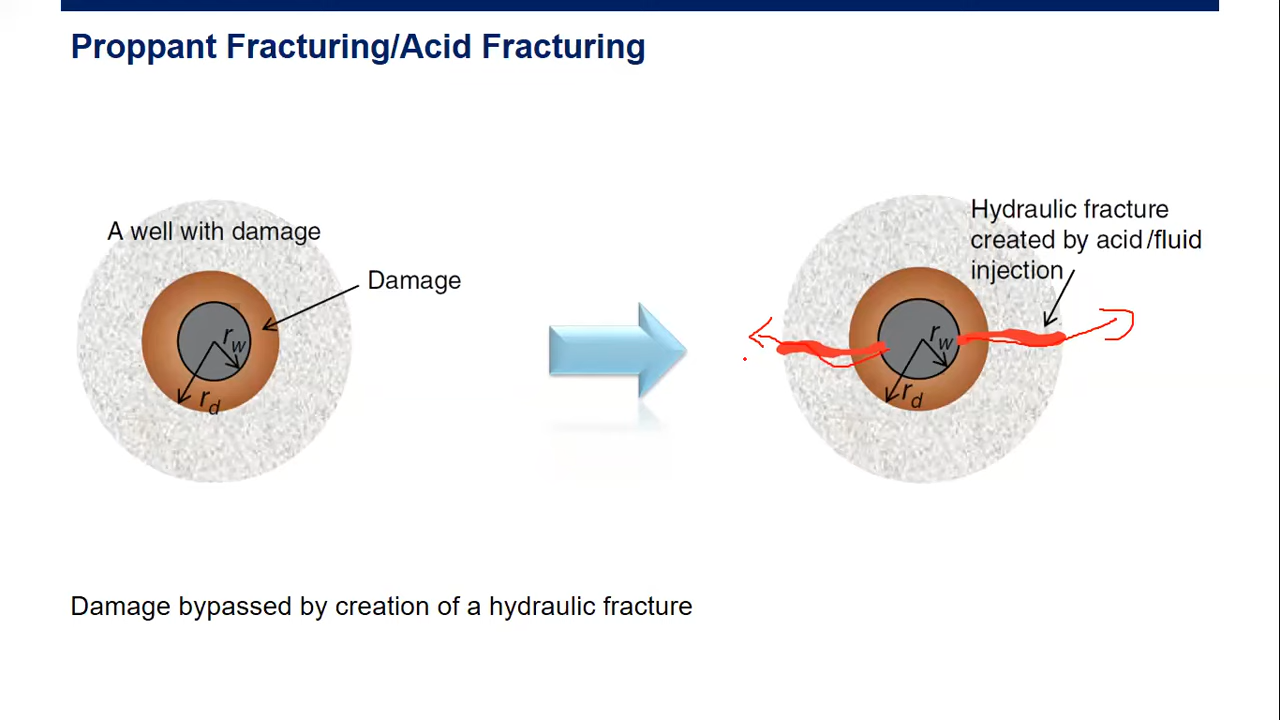 Proppant Fracturing/Acid Fracturing
A well with damage
Damage
rw
rd
Hydraulic fracture
created by acid/fluid
injection
rw
rd
Damage bypassed by creation of a hydraulic fracture